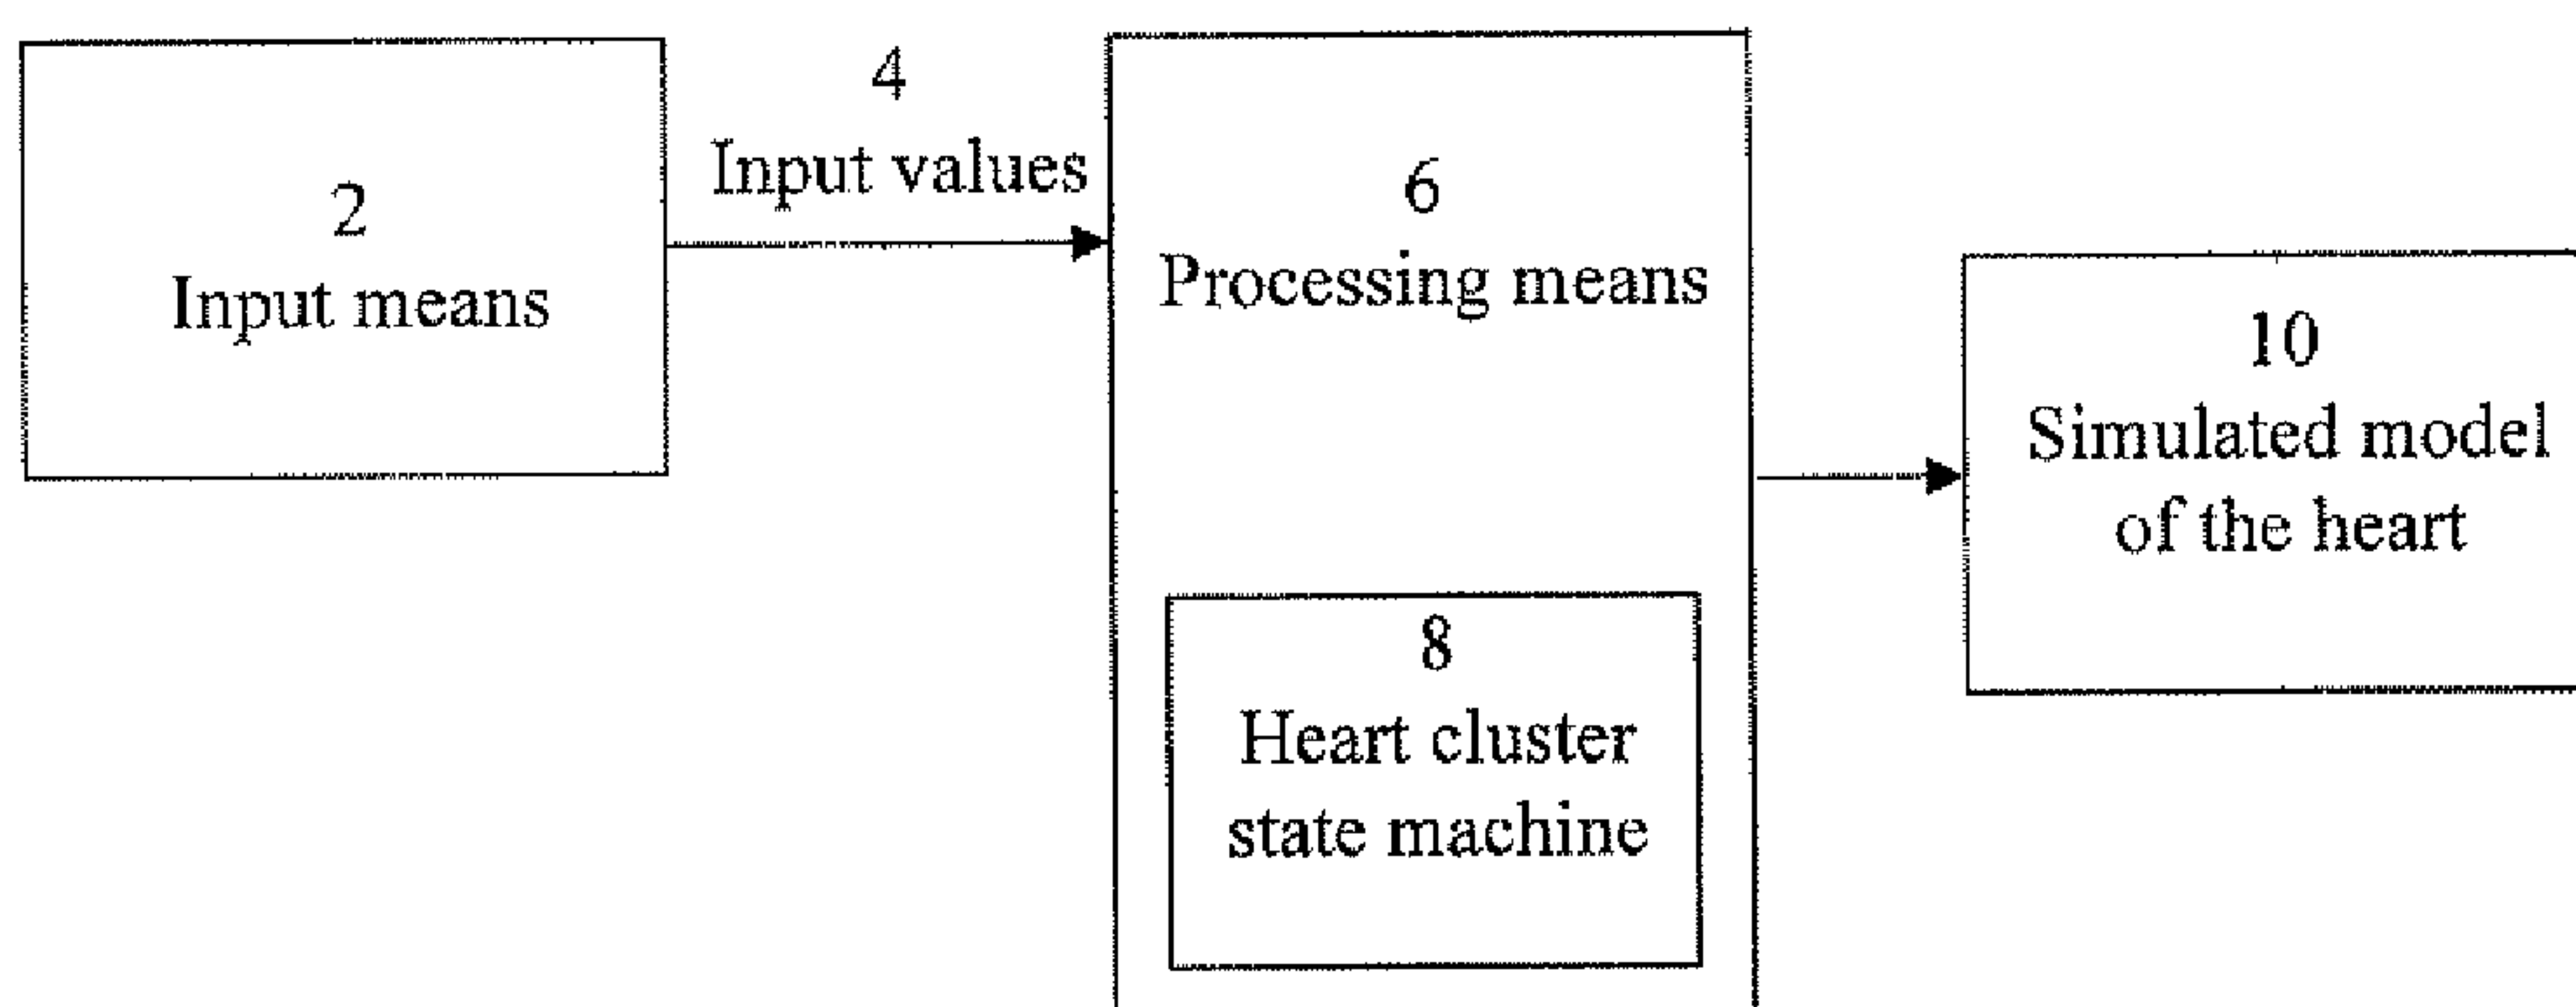 2
Input means
4
Input values
6
Processing means
8
Heart cluster
state machine
10
Simulated model
of the heart